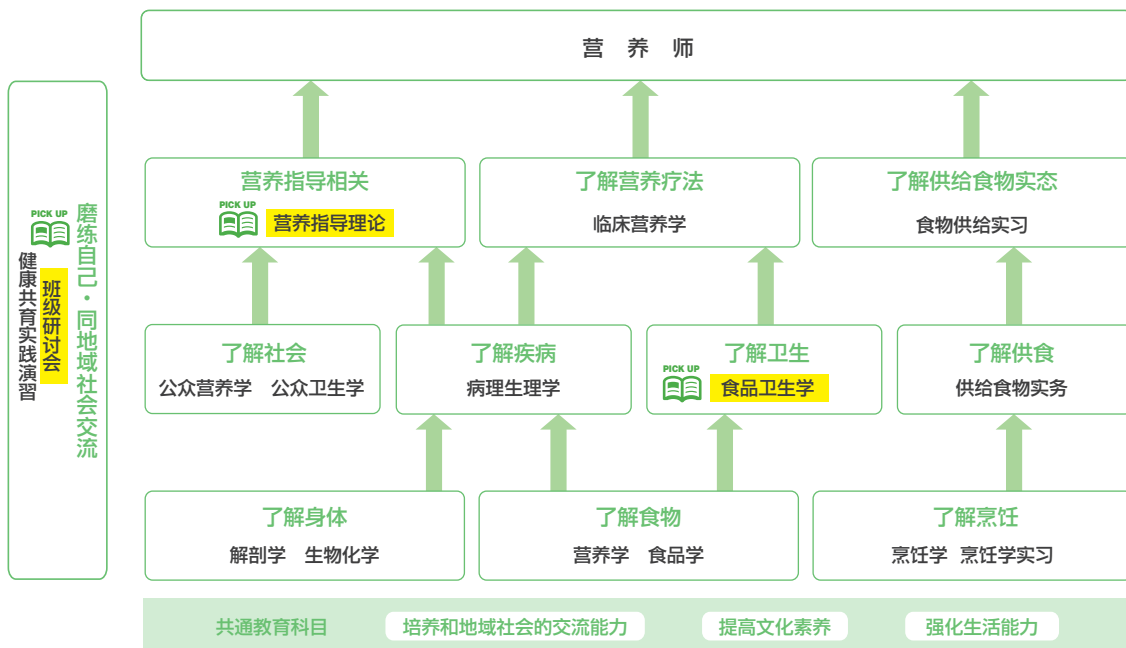 营 养 师
PICK UP
磨练自己・同地域社会交流
班级研讨会
健康共育实践演習
营养指导相关
PICK UP
营养指导理论
了解营养疗法
临床营养学
了解供给食物实态
食物供给实习
了解社会
公众营养学 公众卫生学
了解疾病
病理生理学
了解卫生
PICK UP
食品卫生学
了解供食
供给食物实务
了解身体
解剖学 生物化学
了解食物
营养学 食品学
了解烹饪
烹饪学 烹饪学实习
共通教育科目 培养和地域社会的交流能力 提高文化素养 强化生活能力